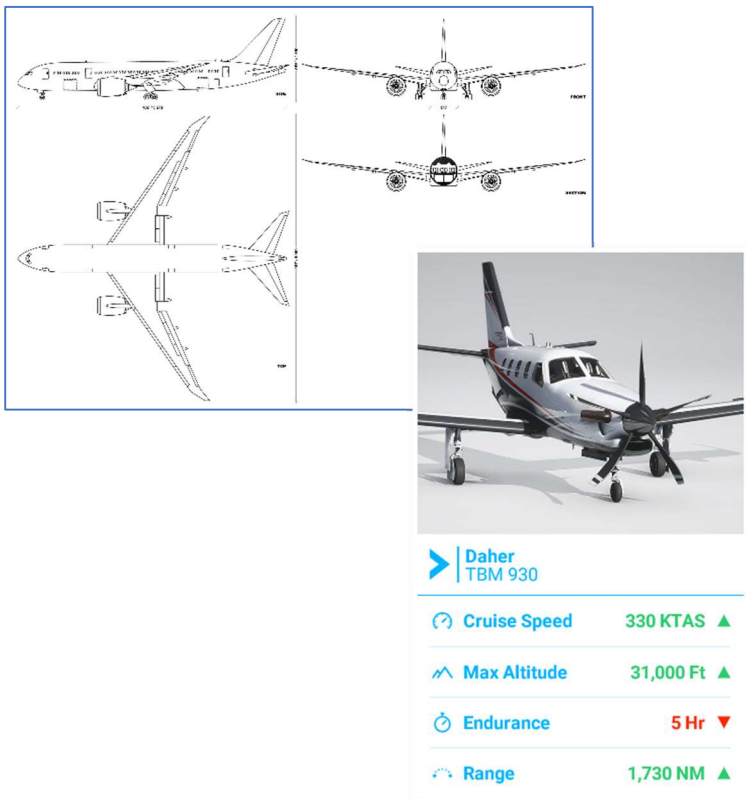 SIDE
FRONT
SECTION
TOP
Daher
TBM 930
Cruise Speed 330 KTAS
Max Altitude 31,000 Ft
Endurance 5 Hr
Range 1,730 NM